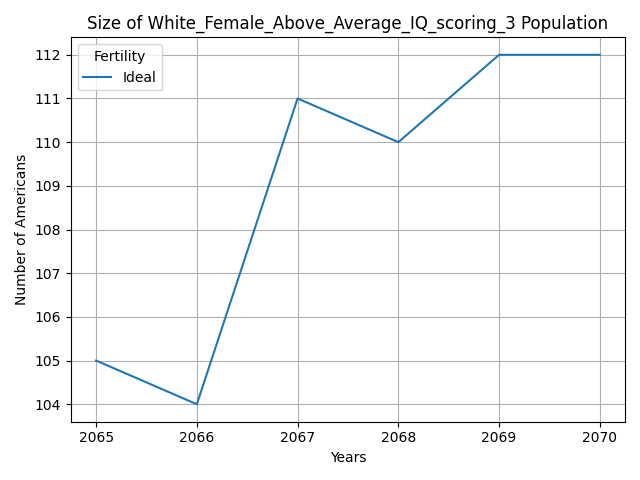 Size of White_Female_Above_Average_IQ_scoring_3 Population
Fertility
Ideal
112
111
110
109
108
107
106
105
104
Number of Americans
2065 2066 2067 2068 2069 2070
Years